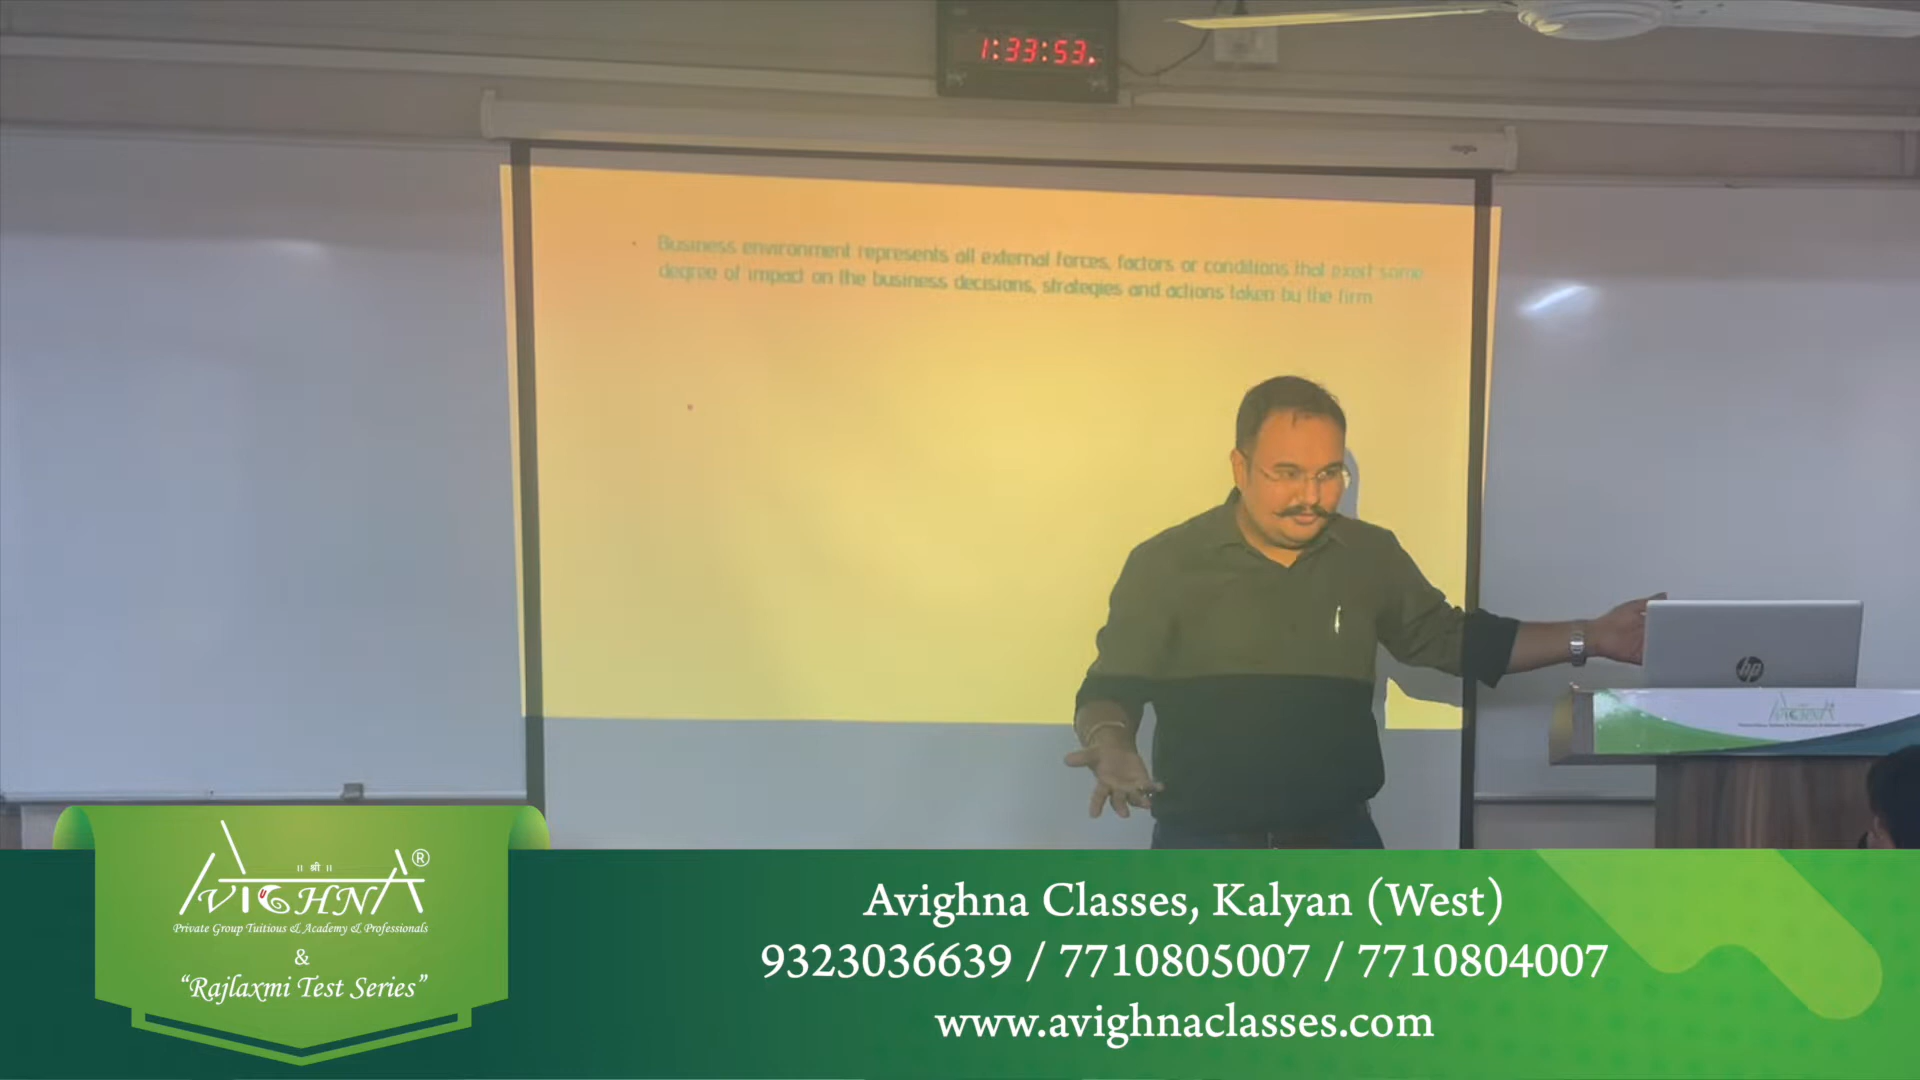 1:33:53
Business environment represents all external forces, factors or conditions that exert some
degree of impact on the business decisions, strategies and actions taken by the firm
hp
AVIGHNA
॥ श्री ॥
AVIGHNA®
Private Group Tuitious & Academy & Professionals
&
“Rajlaxmi Test Series”
Avighna Classes, Kalyan (West)
9323036639 / 7710805007 / 7710804007
www.avighnaclasses.com